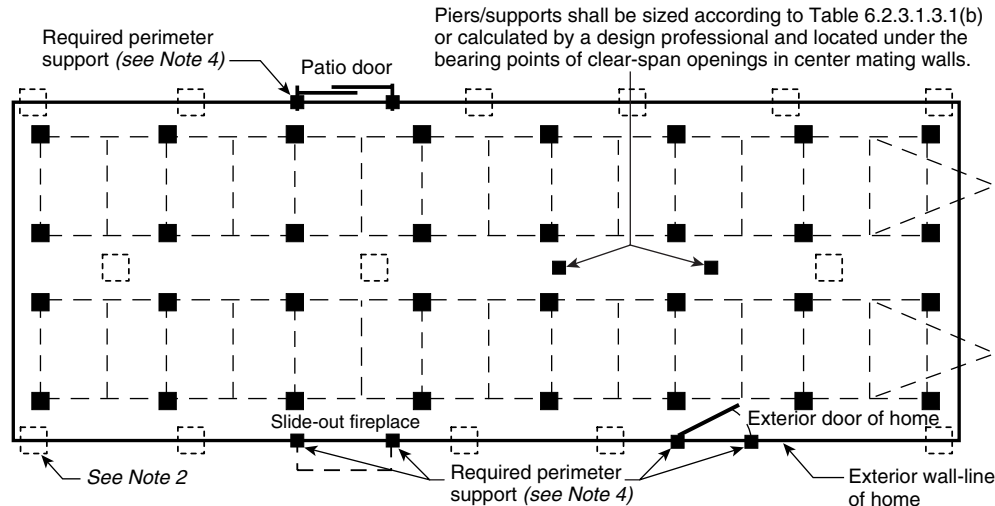 Piers/supports shall be sized according to Table 6.2.3.1.3.1(b)
or calculated by a design professional and located under the
bearing points of clear-span openings in center mating walls.
Required perimeter
support (see Note 4)
Patio door
Slide-out fireplace
Exterior door of home
See Note 2
Required perimeter
support (see Note 4)
Exterior wall-line
of home